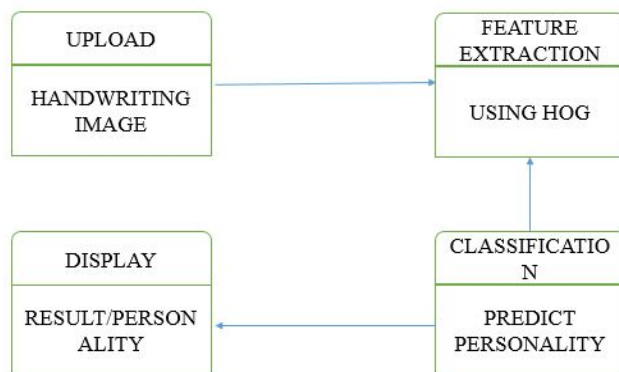 UPLOAD
HANDWRITING
IMAGE
FEATURE
EXTRACTION
USING HOG
DISPLAY
RESULT/PERSON
ALITY
CLASSIFICATIO
N
PREDICT
PERSONALITY